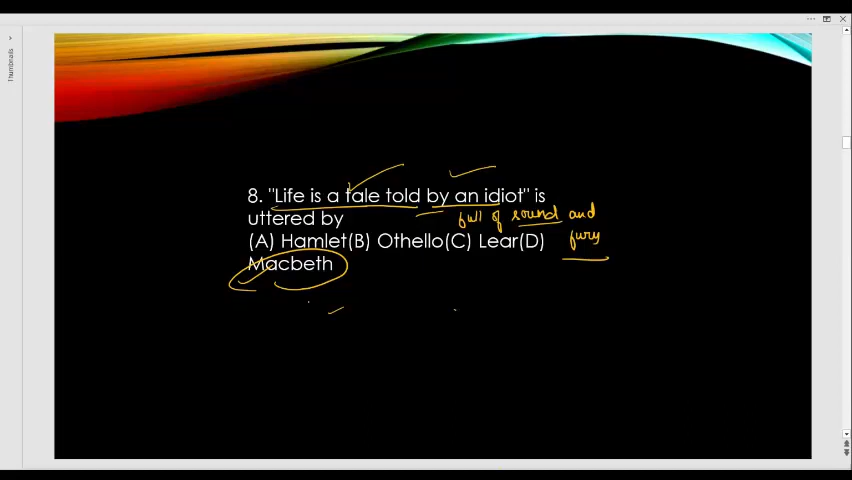 Thumbnails
8. "Life is a tale told by an idiot" is
uttered by
full of sound and
fury
(A) Hamlet(B) Othello(C) Lear(D)
Macbeth